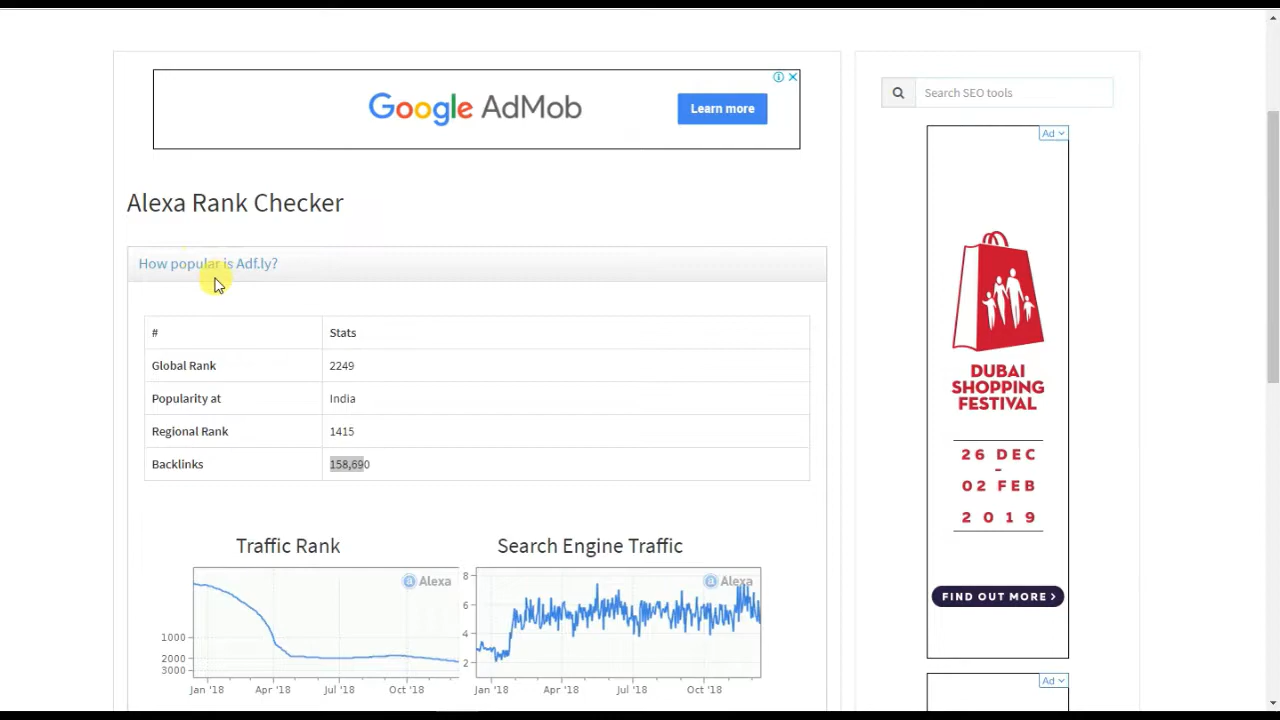 Google AdMob
Learn more
Search SEO tools
Ad
Alexa Rank Checker
How popular is Adf.ly?
# Stats
Global Rank 2249
Popularity at India
Regional Rank 1415
Backlinks 158,690
DUBAI
SHOPPING
FESTIVAL
26 DEC
-
02 FEB
2019
FIND OUT MORE >
Traffic Rank
Alexa
1000
2000
3000
Jan '18 Apr '18 Jul '18 Oct '18
Search Engine Traffic
Alexa
8
6
4
2
Jan '18 Apr '18 Jul '18 Oct '18
Ad